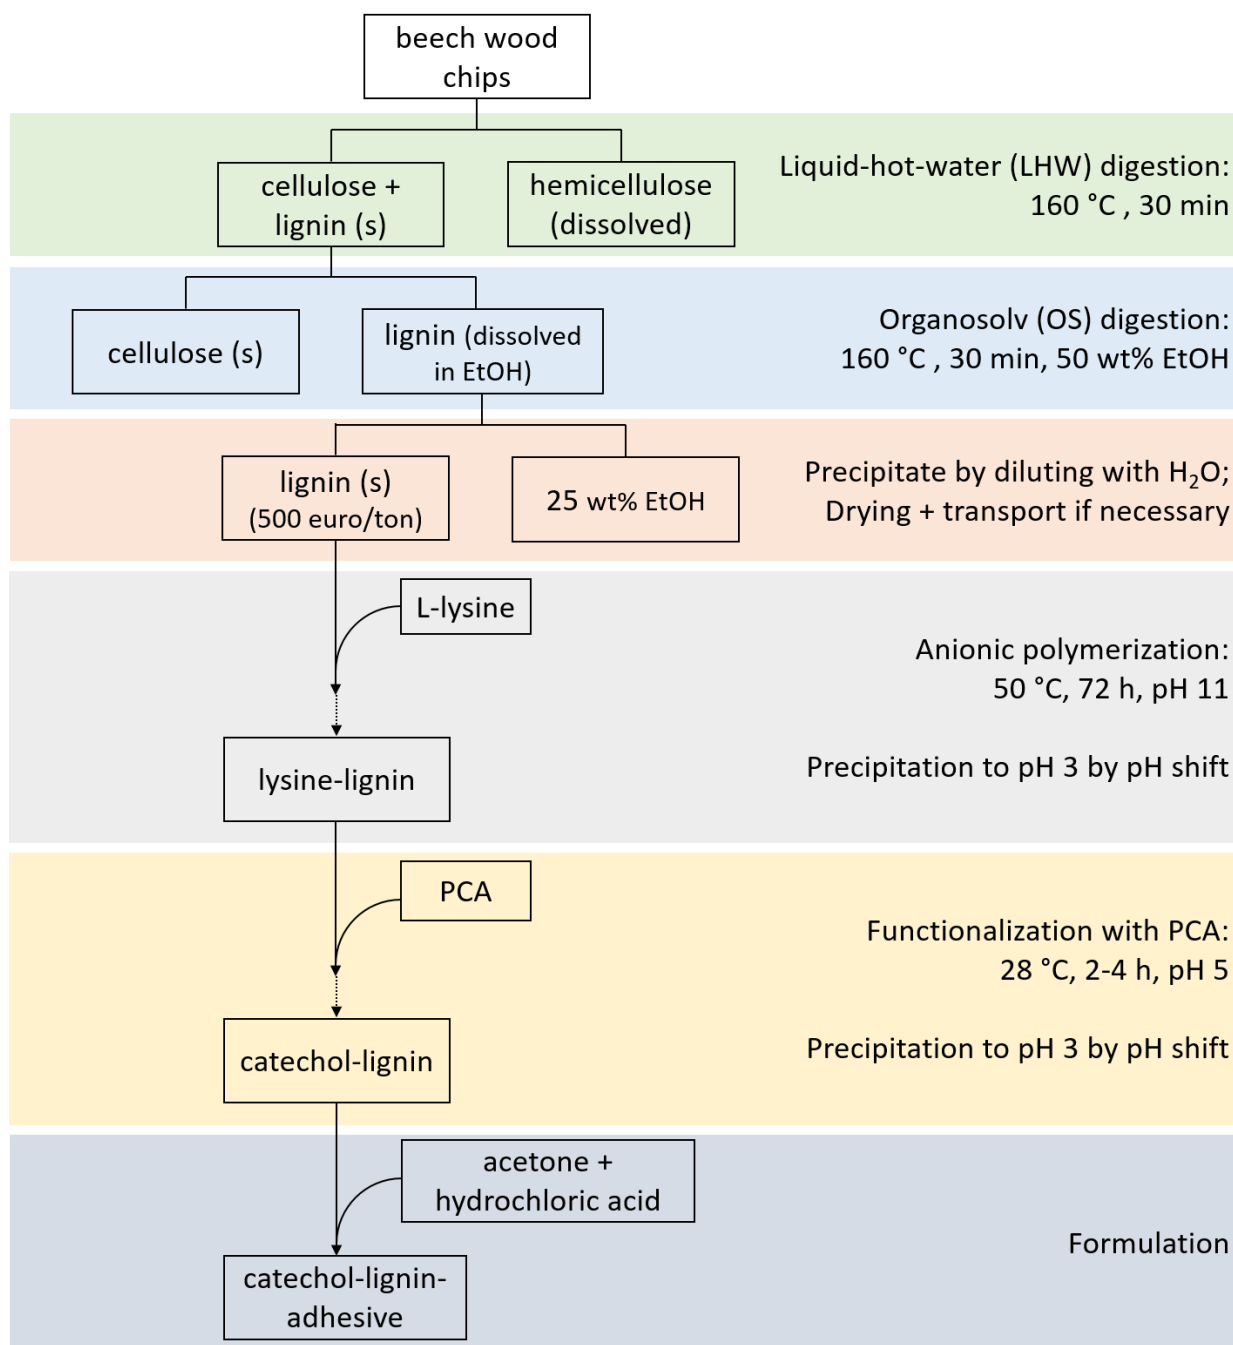 beech wood
chips
Liquid-hot-water (LHW) digestion:
160 °C , 30 min
cellulose +
lignin (s)
hemicellulose
(dissolved)
Organosolv (OS) digestion:
160 °C , 30 min, 50 wt% EtOH
cellulose (s)
lignin (dissolved
in EtOH)
Precipitate by diluting with H₂O;
Drying + transport if necessary
lignin (s)
(500 euro/ton)
25 wt% EtOH
L-lysine
Anionic polymerization:
50 °C, 72 h, pH 11
Precipitation to pH 3 by pH shift
lysine-lignin
PCA
Functionalization with PCA:
28 °C, 2-4 h, pH 5
Precipitation to pH 3 by pH shift
catechol-lignin
acetone +
hydrochloric acid
Formulation
catechol-lignin-
adhesive